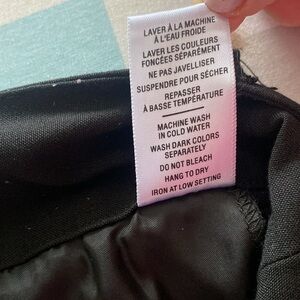 LAVER À LA MACHINE
À L'EAU FROIDE
LAVER LES COULEURS
FONCÉES SÉPARÉMENT
NE PAS JAVELLISER
SUSPENDRE POUR SÉCHER
REPASSER
À BASSE TEMPÉRATURE
MACHINE WASH
IN COLD WATER
WASH DARK COLORS
SEPARATELY
DO NOT BLEACH
HANG TO DRY
IRON AT LOW SETTING